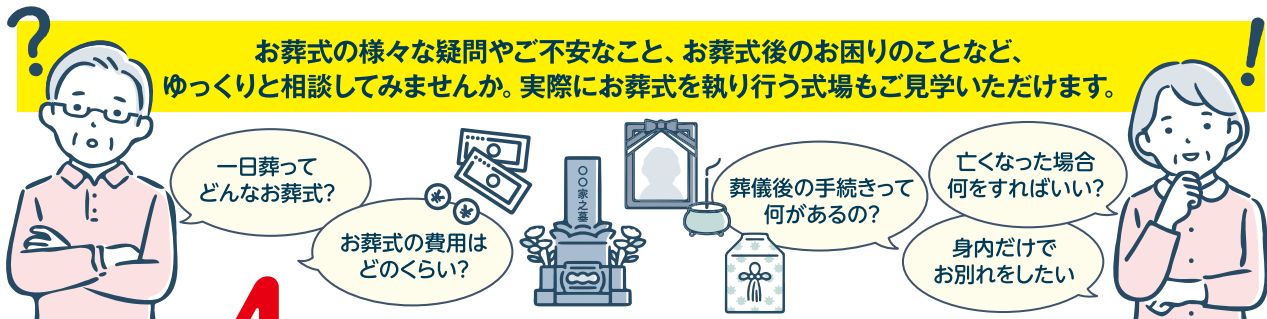 お葬式の様々な疑問やご不安なこと、お葬式後のお困りのことなど、
ゆっくりと相談してみませんか。実際にお葬式を執り行う式場もご見学いただけます。
?
!
一日葬って
どんなお葬式?
お葬式の費用は
どのくらい?
〇〇家之墓
葬儀後の手続きって
何があるの?
亡くなった場合
何をすればいい?
身内だけで
お別れをしたい